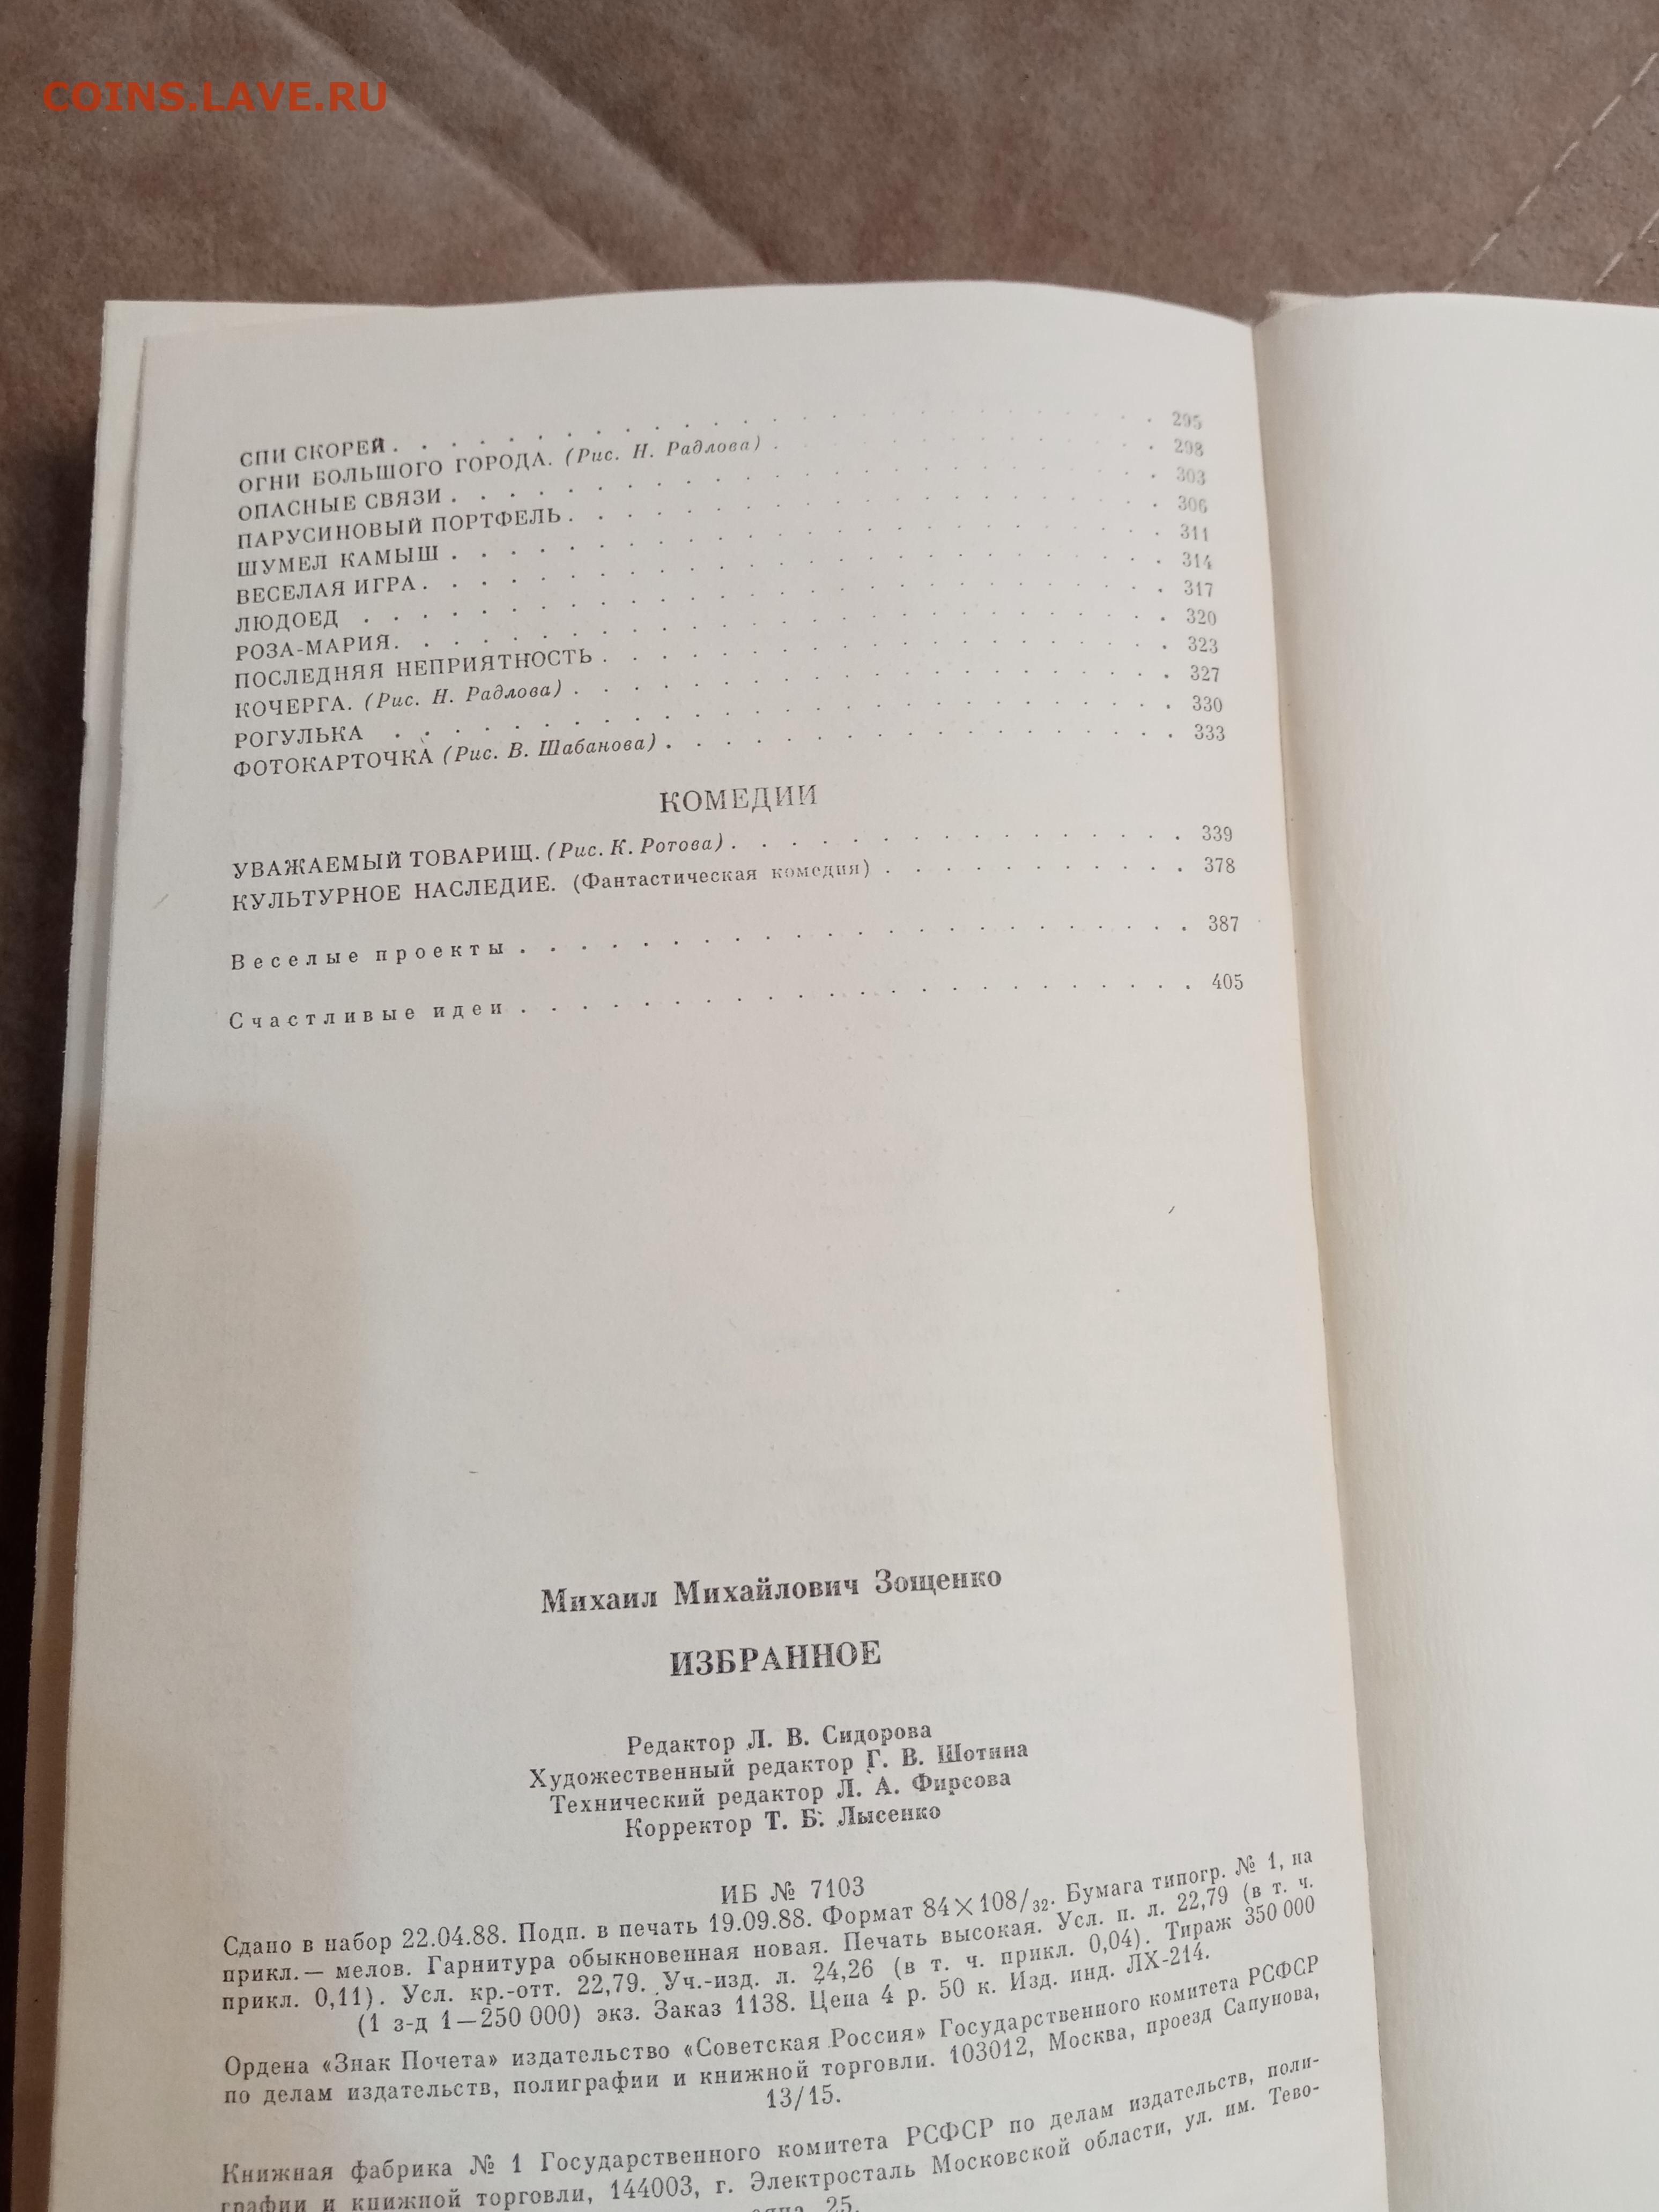 COINS.LAVE.RU
СПИ СКОРЕЙ . . . . . . . . . . 295
ОГНИ БОЛЬШОГО ГОРОДА. (Рис. Н. Радлова) . . . . . 298
ОПАСНЫЕ СВЯЗИ . . . . . . . . . . 303
ПАРУСИНОВЫЙ ПОРТФЕЛЬ . . . . . . . . . . 306
ШУМЕЛ КАМЫШ . . . . . . . . . . 311
ВЕСЕЛАЯ ИГРА . . . . . . . . . . 314
ЛЮДОЕД . . . . . . . . . . 317
РОЗА-МАРИЯ . . . . . . . . . . 320
ПОСЛЕДНЯЯ НЕПРИЯТНОСТЬ . . . . . . . . . . 323
КОЧЕРГА. (Рис. Н. Радлова) . . . . . . . . . . 327
РОГУЛЬКА . . . . . . . . . . 330
ФОТОКАРТОЧКА (Рис. В. Шабанова) . . . . . . . . . . 333
КОМЕДИИ
УВАЖАЕМЫЙ ТОВАРИЩ. (Рис. К. Ротова) . . . . . . . . . . 339
КУЛЬТУРНОЕ НАСЛЕДИЕ. (Фантастическая комедия) . . . . . . . . . . 378
Веселые проекты . . . . . . . . . . 387
Счастливые идеи . . . . . . . . . . 405
Михаил Михайлович Зощенко
ИЗБРАННОЕ
Редактор Л. В. Сидорова
Художественный редактор Г. В. Шотина
Технический редактор Л. А. Фирсова
Корректор Т. Б. Лысенко
ИБ № 7103
Сдано в набор 22.04.88. Подп. в печать 19.09.88. Формат 84×108/32. Бумага типогр. № 1, на
прикл.— мелов. Гарнитура обыкновенная новая. Печать высокая. Усл. п. л. 22,79 (в т. ч.
прикл. 0,11). Усл. кр.-отт. 22,79. Уч.-изд. л. 24,26 (в т. ч. прикл. 0,04). Тираж 350 000
(1 з-д 1—250 000) экз. Заказ 1138. Цена 4 р. 50 к. Изд. инд. ЛХ-214.
Ордена «Знак Почета» издательство «Советская Россия» Государственного комитета РСФСР
по делам издательств, полиграфии и книжной торговли. 103012, Москва, проезд Сапунова,
13/15.
Книжная фабрика № 1 Государственного комитета РСФСР по делам издательств, поли-
графии и книжной торговли, 144003, г. Электросталь Московской области, ул. им. Тево-
25.